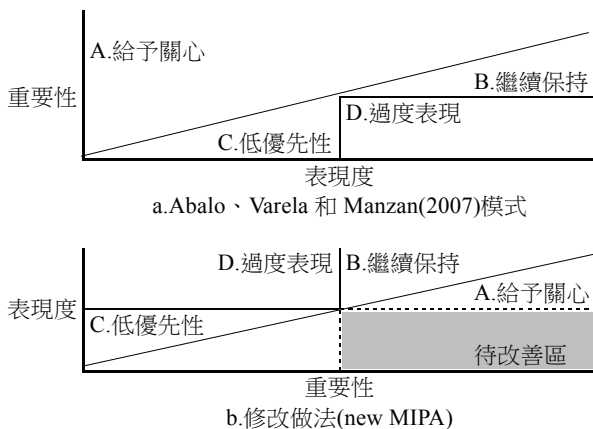 A.給予關心
重要性
B.繼續保持
D.過度表現
C.低優先性
表現度
a.Abalo、Varela 和 Manzan(2007)模式
D.過度表現
B.繼續保持
A.給予關心
表現度
C.低優先性
待改善區
重要性
b.修改做法(new MIPA)